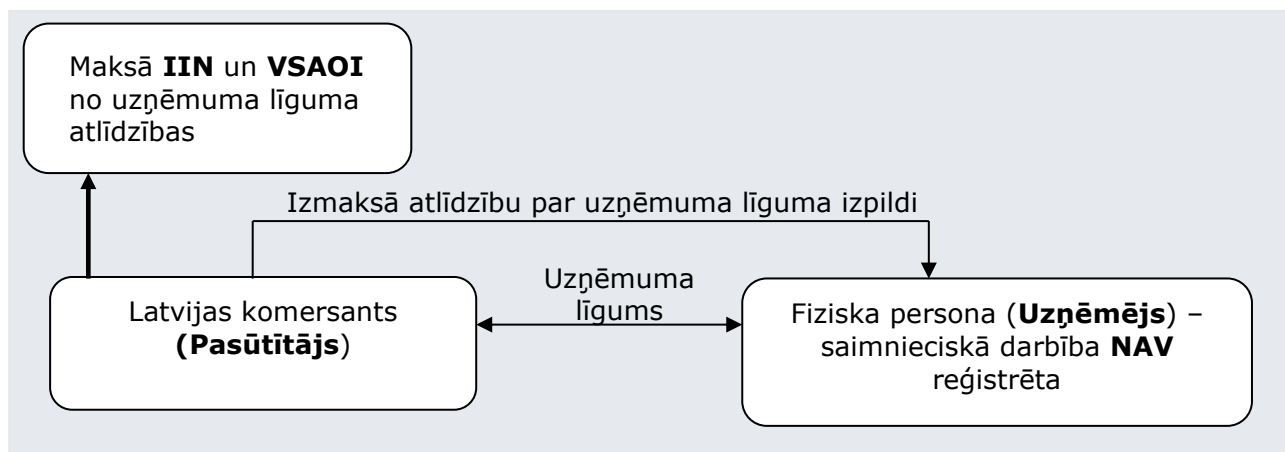 Maksā IIN un VSAOI
no uzņēmuma līguma
atlīdzības
Izmaksā atlīdzību par uzņēmuma līguma izpildi
Latvijas komersants
(Pasūtītājs)
Uzņēmuma
līgums
Fiziska persona (Uzņēmējs) –
saimnieciskā darbība NAV
reģistrēta